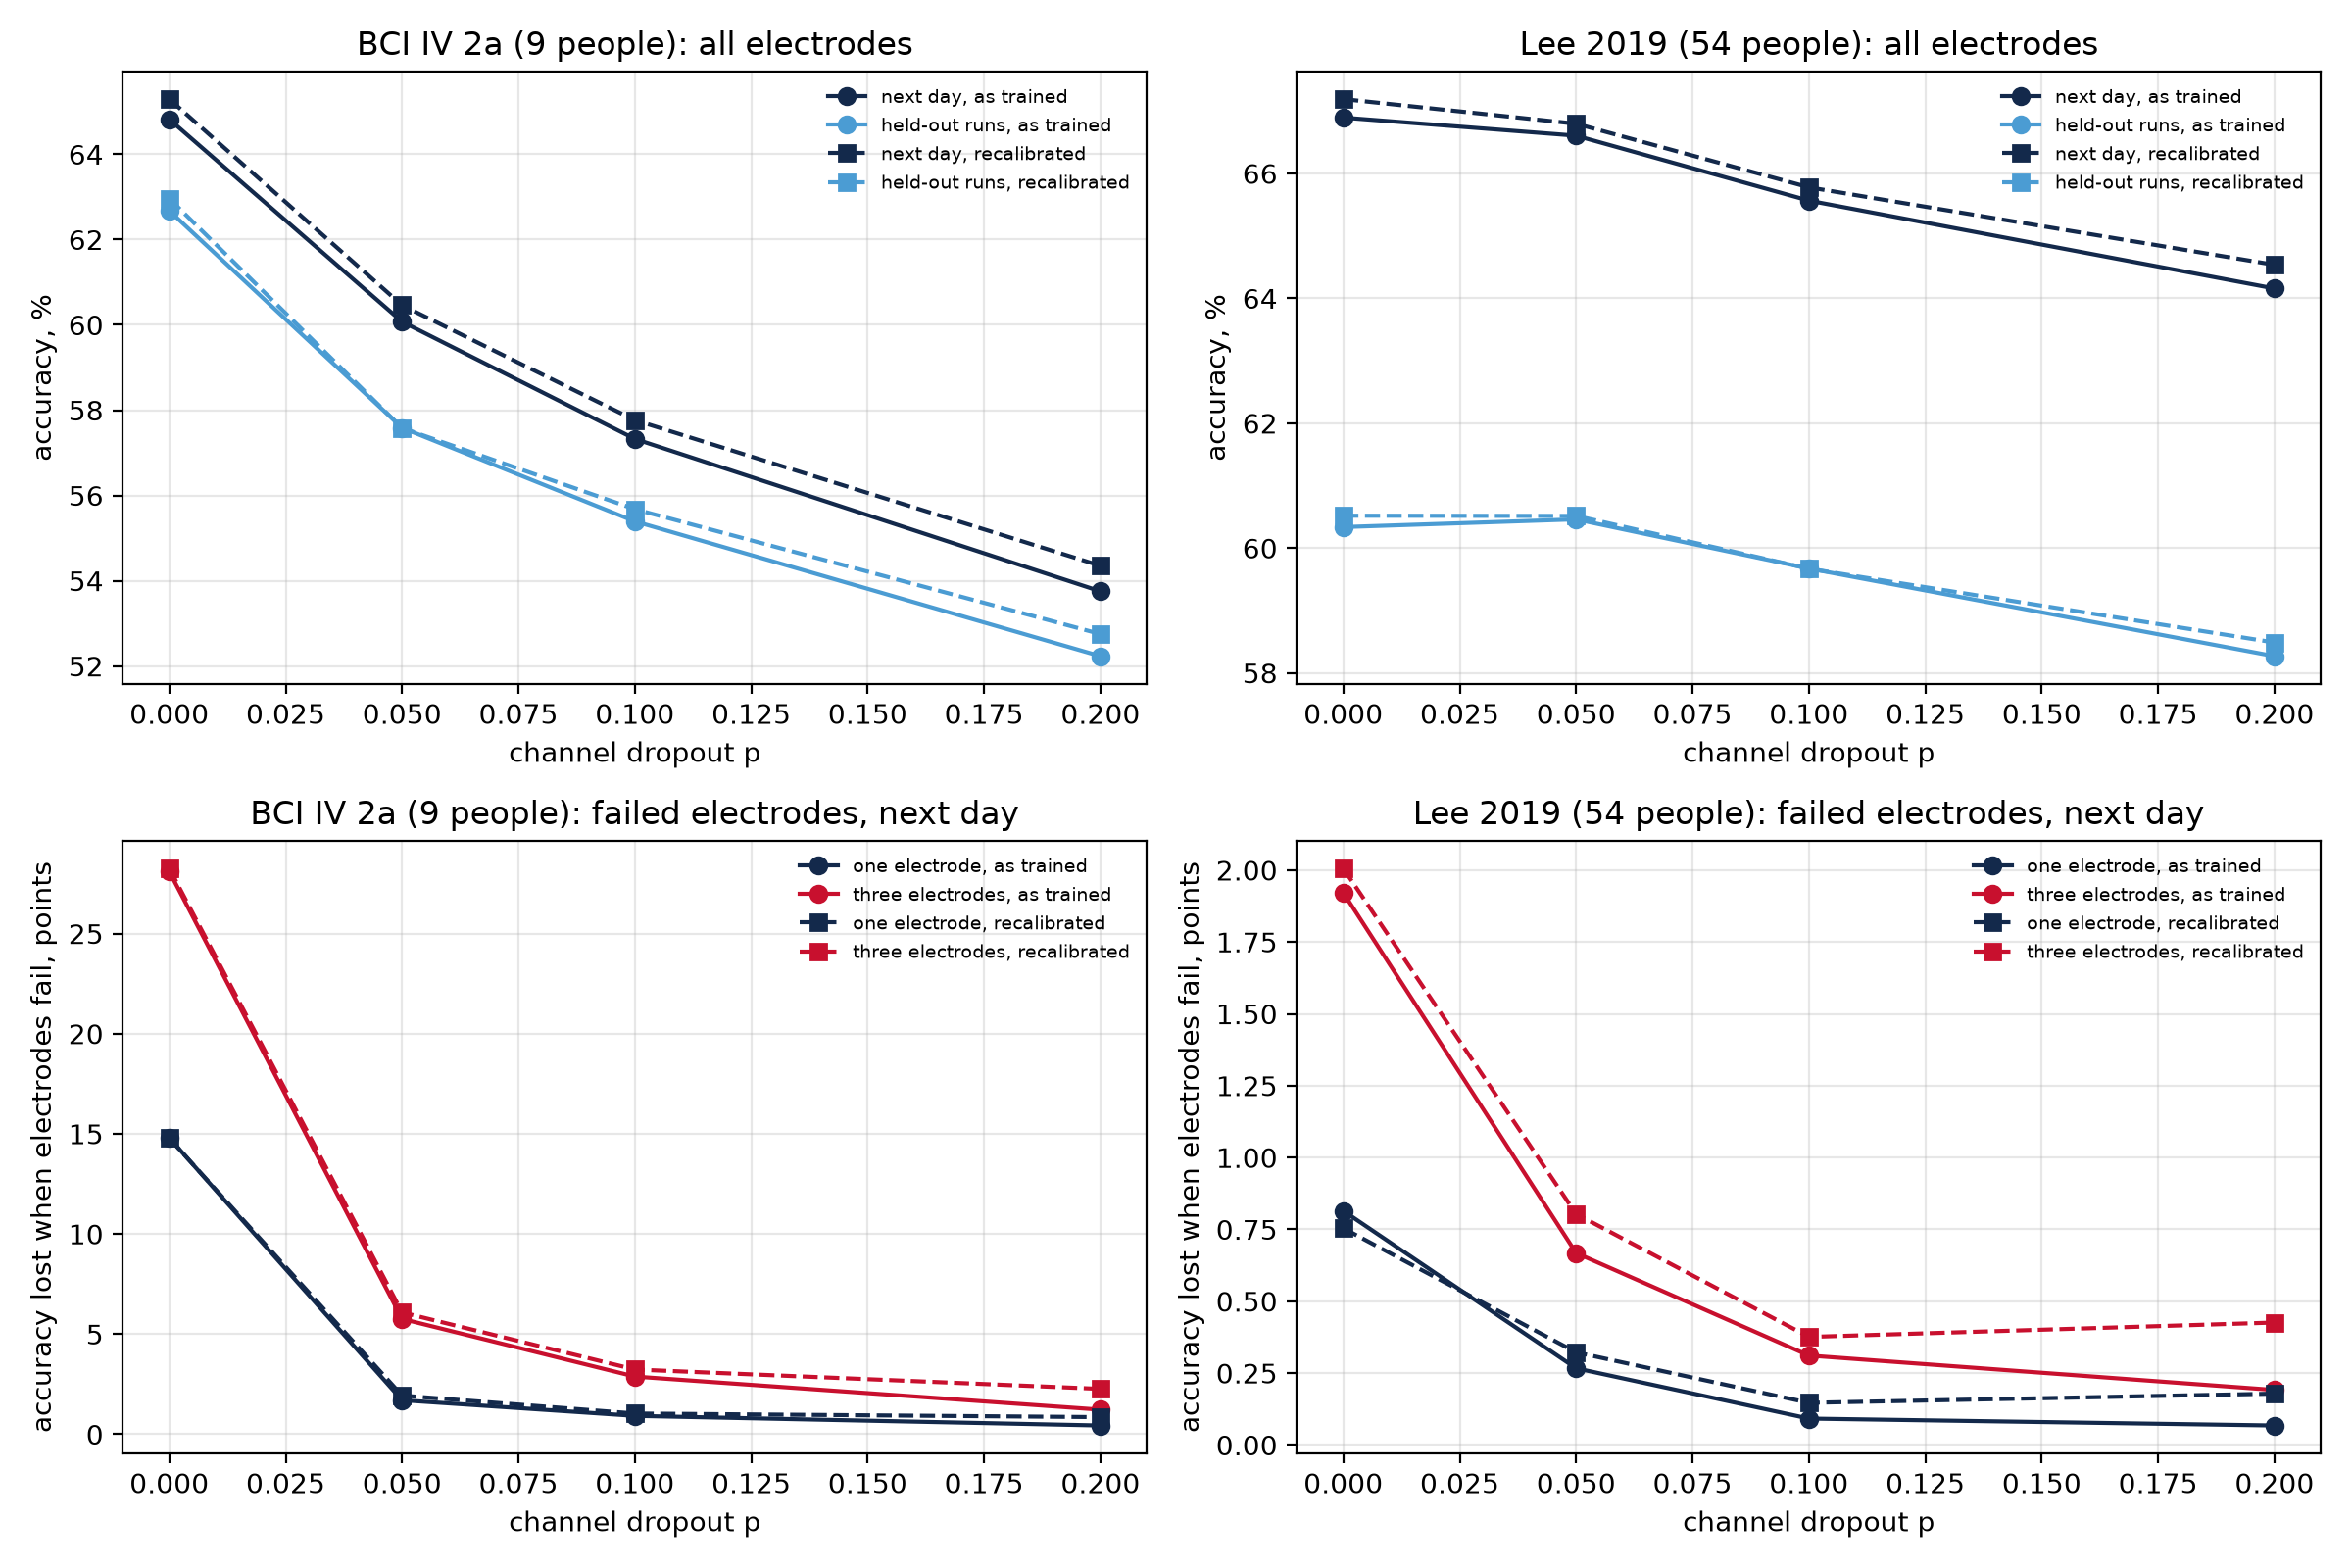 BCI IV 2a (9 people): all electrodes
accuracy, %
64
62
60
58
56
54
52
next day, as trained
held-out runs, as trained
next day, recalibrated
held-out runs, recalibrated
0.000 0.025 0.050 0.075 0.100 0.125 0.150 0.175 0.200
channel dropout p
Lee 2019 (54 people): all electrodes
accuracy, %
66
64
62
60
58
next day, as trained
held-out runs, as trained
next day, recalibrated
held-out runs, recalibrated
0.000 0.025 0.050 0.075 0.100 0.125 0.150 0.175 0.200
channel dropout p
BCI IV 2a (9 people): failed electrodes, next day
accuracy lost when electrodes fail, points
25
20
15
10
5
0
one electrode, as trained
three electrodes, as trained
one electrode, recalibrated
three electrodes, recalibrated
0.000 0.025 0.050 0.075 0.100 0.125 0.150 0.175 0.200
channel dropout p
Lee 2019 (54 people): failed electrodes, next day
accuracy lost when electrodes fail, points
2.00
1.75
1.50
1.25
1.00
0.75
0.50
0.25
0.00
one electrode, as trained
three electrodes, as trained
one electrode, recalibrated
three electrodes, recalibrated
0.000 0.025 0.050 0.075 0.100 0.125 0.150 0.175 0.200
channel dropout p